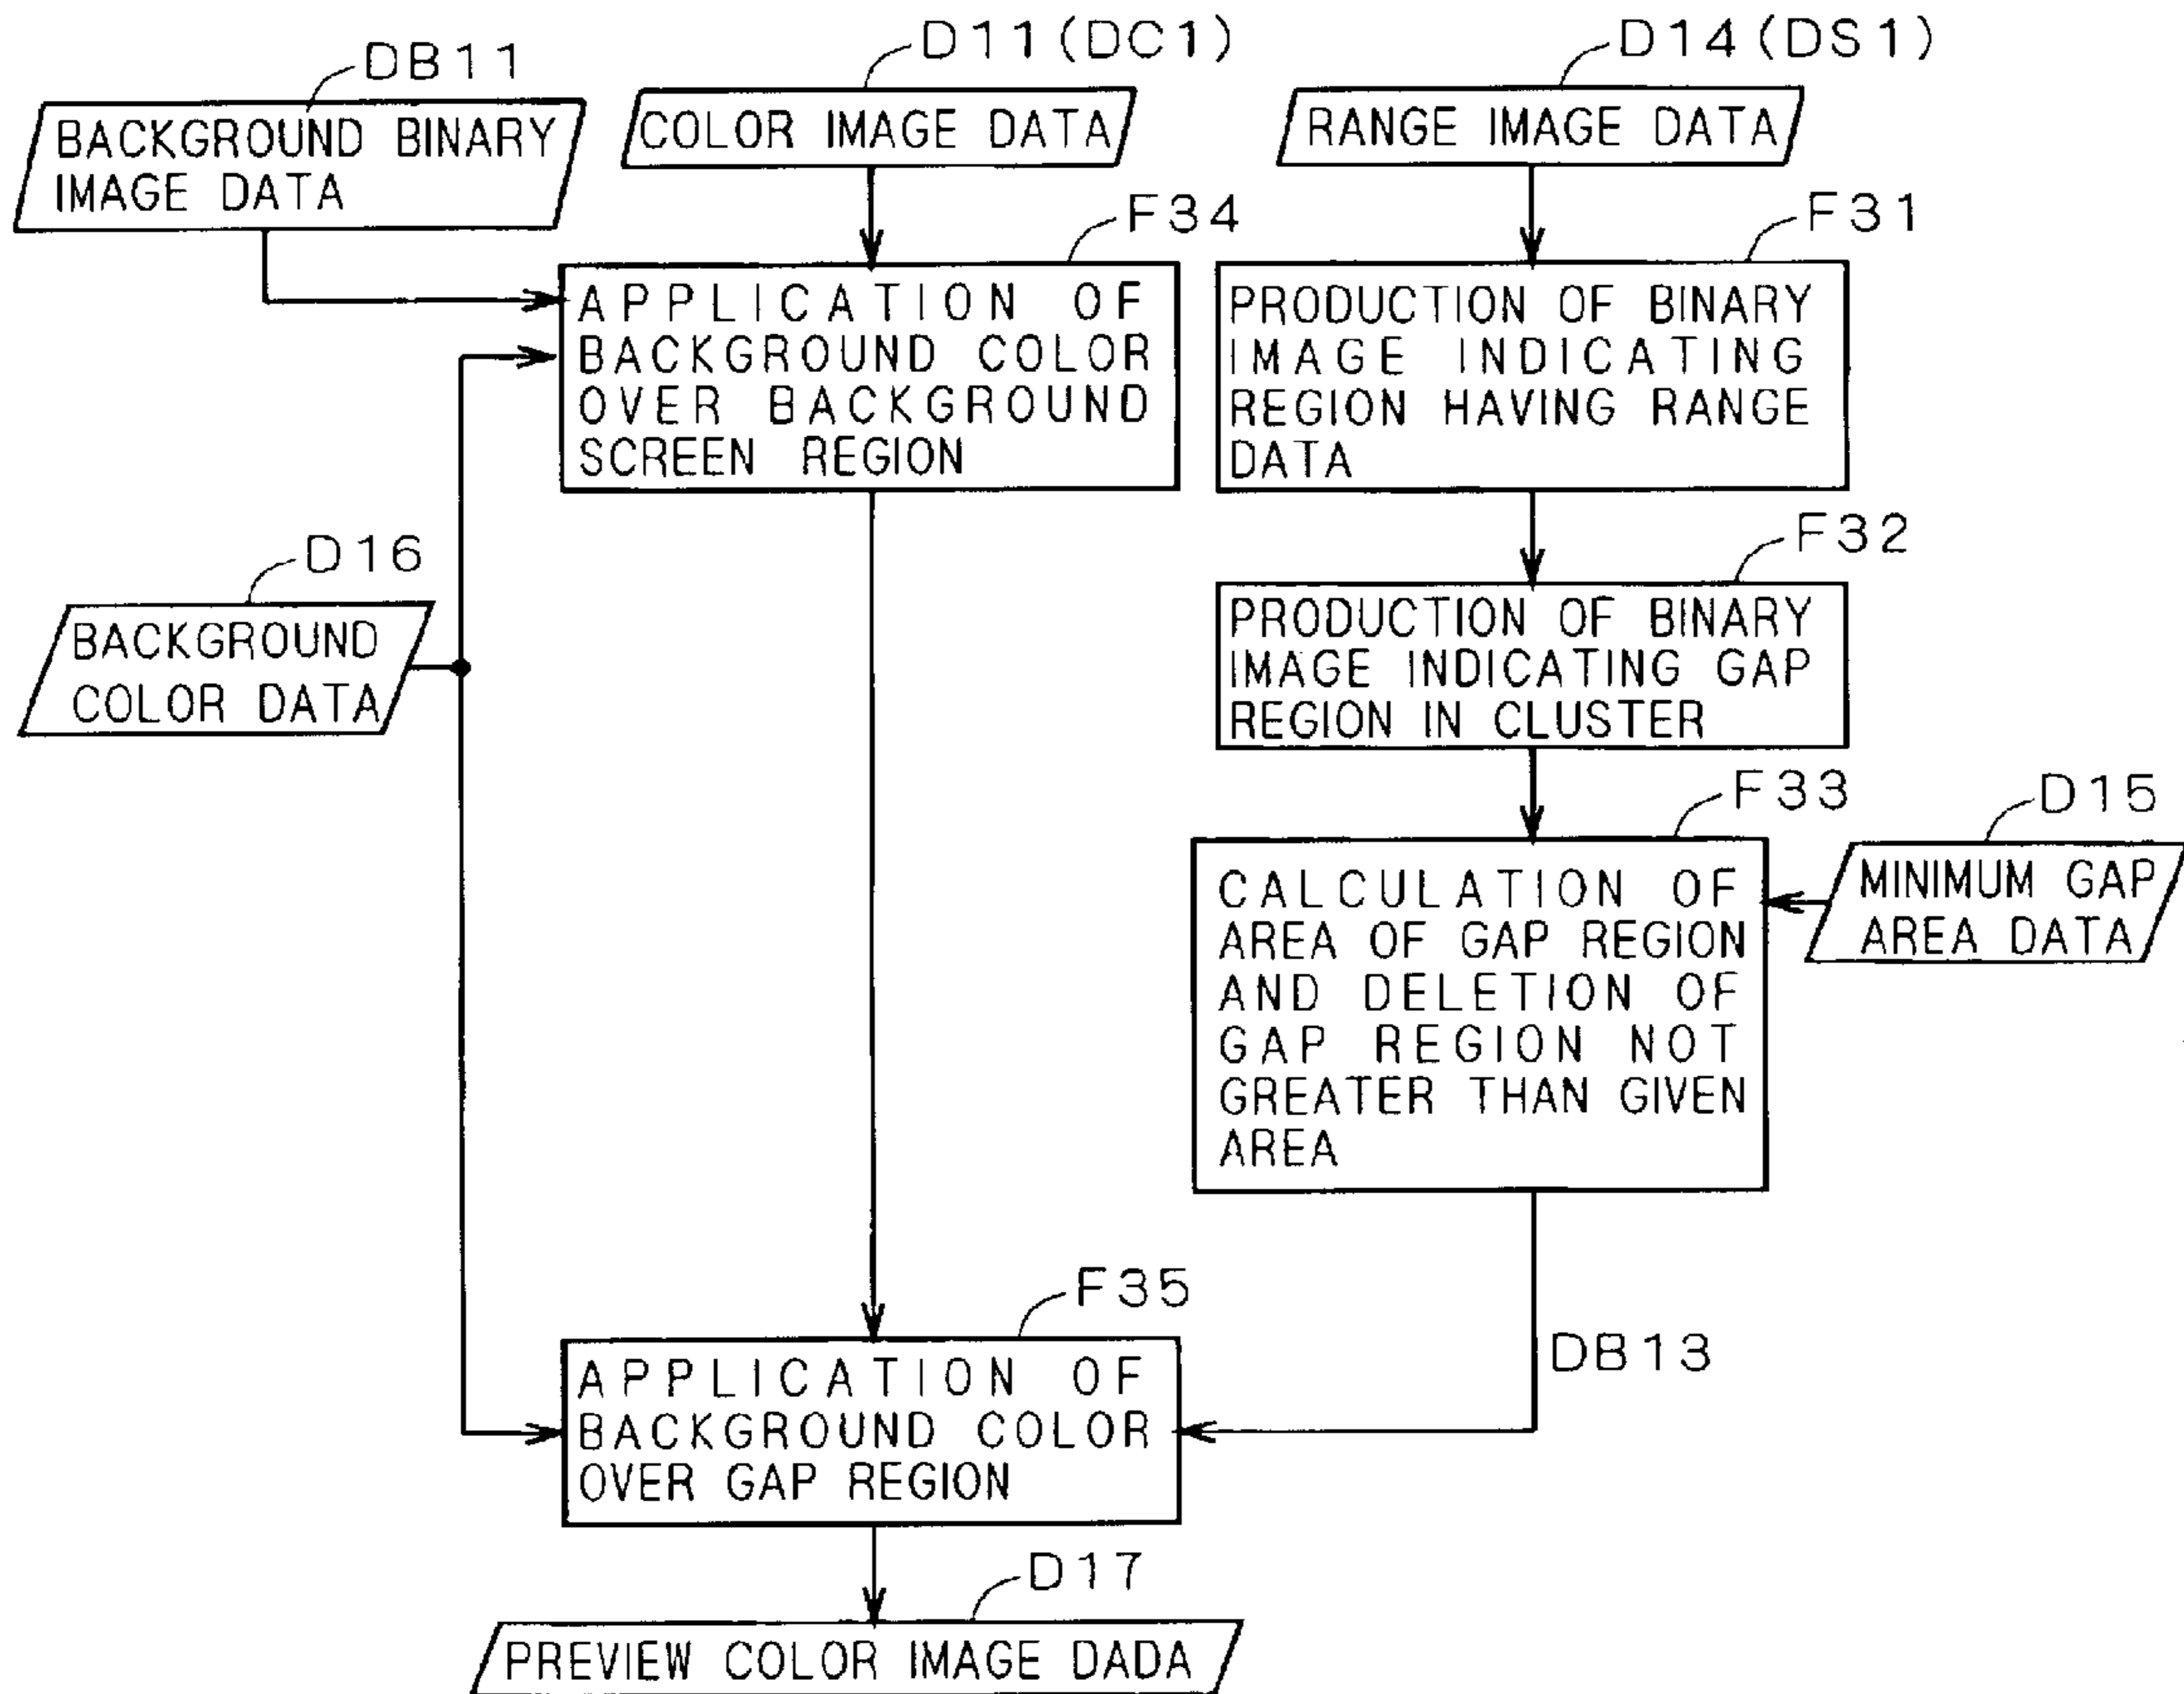 DB11
D11(DC1)
D14(DS1)
BACKGROUND BINARY
IMAGE DATA
COLOR IMAGE DATA
RANGE IMAGE DATA
F34
F31
APPLICATION OF
BACKGROUND COLOR
OVER BACKGROUND
SCREEN REGION
PRODUCTION OF BINARY
IMAGE INDICATING
REGION HAVING RANGE
DATA
D16
F32
BACKGROUND
COLOR DATA
PRODUCTION OF BINARY
IMAGE INDICATING GAP
REGION IN CLUSTER
F33
D15
CALCULATION OF
AREA OF GAP REGION
AND DELETION OF
GAP REGION NOT
GREATER THAN GIVEN
AREA
MINIMUM GAP
AREA DATA
F35
DB13
APPLICATION OF
BACKGROUND COLOR
OVER GAP REGION
D17
PREVIEW COLOR IMAGE DADA